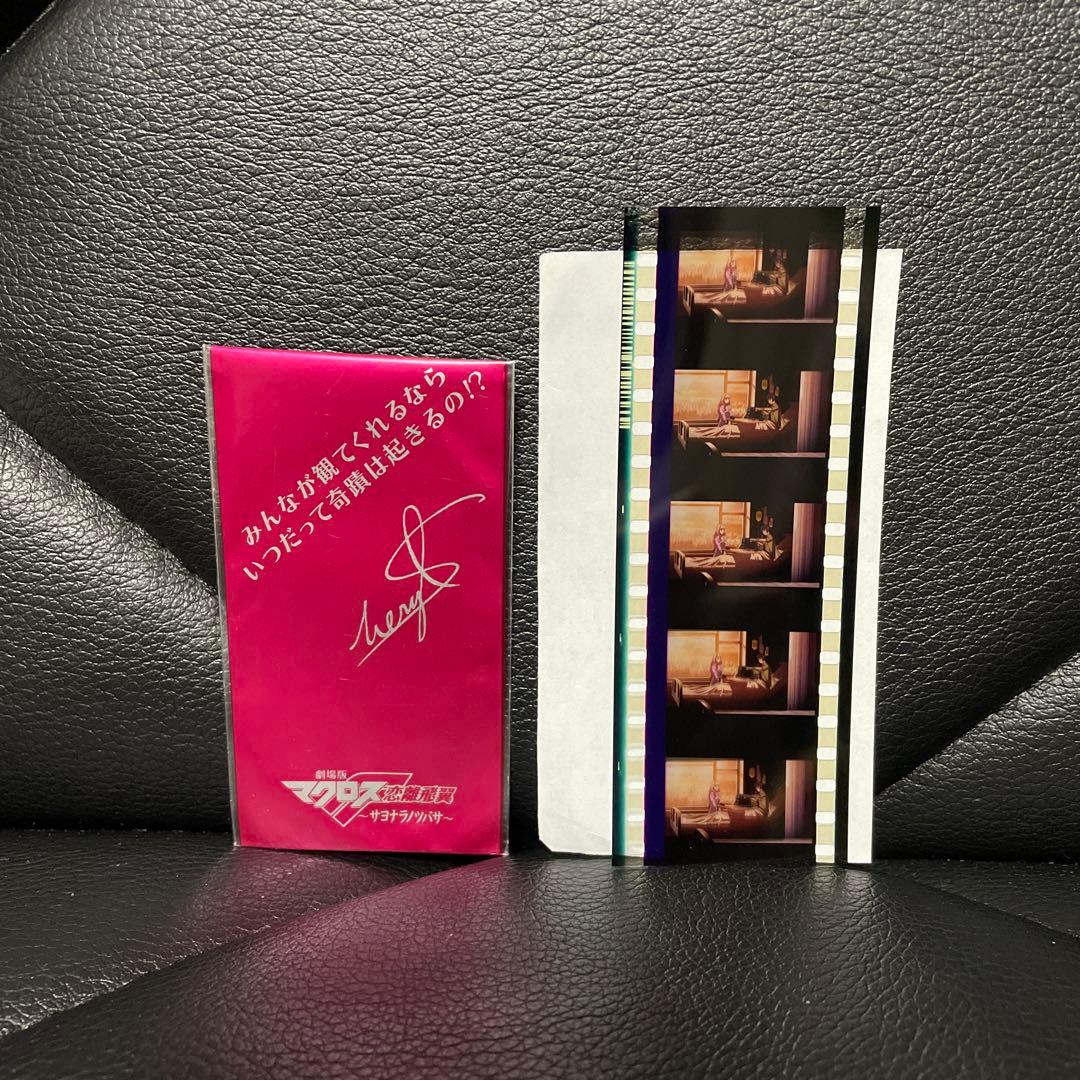 みんなが観てくれるなら
いつだって奇蹟は起きるの!?
Sheryl
劇場版
マクロスF 恋離飛翼
~サヨナラノツバサ~